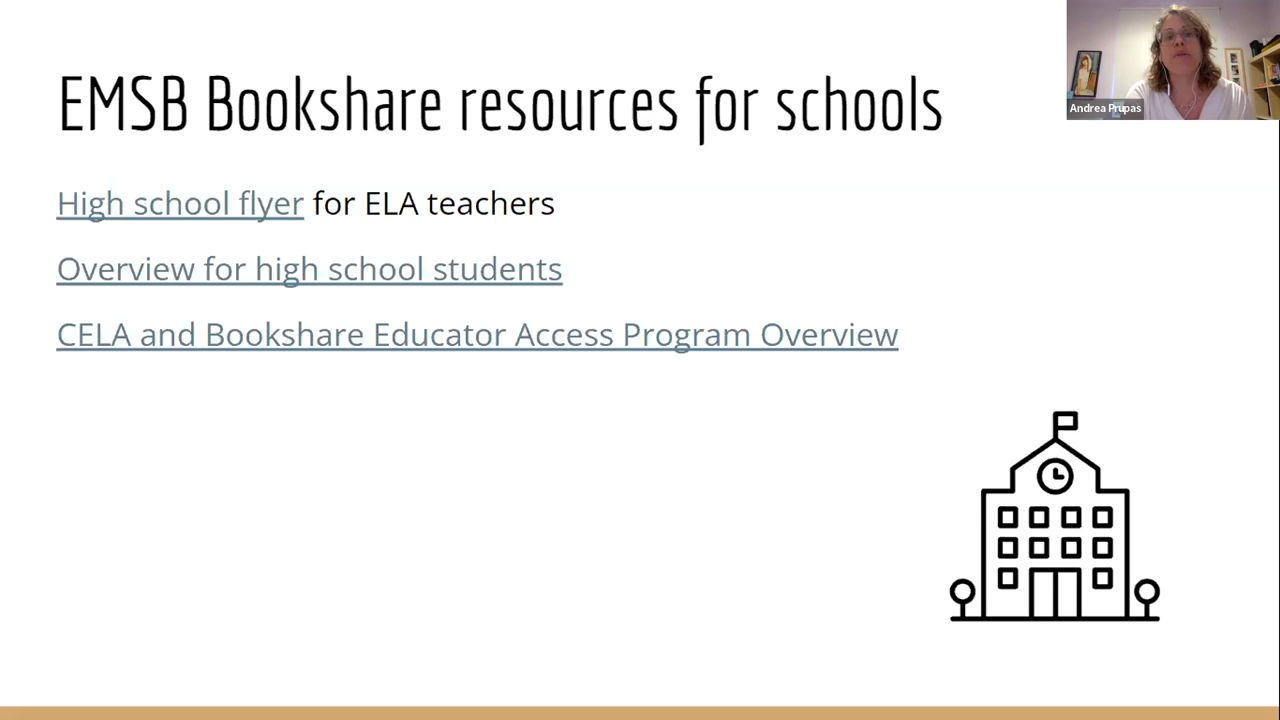 EMSB Bookshare resources for schools
Andrea Prupas
High school flyer for ELA teachers
Overview for high school students
CELA and Bookshare Educator Access Program Overview